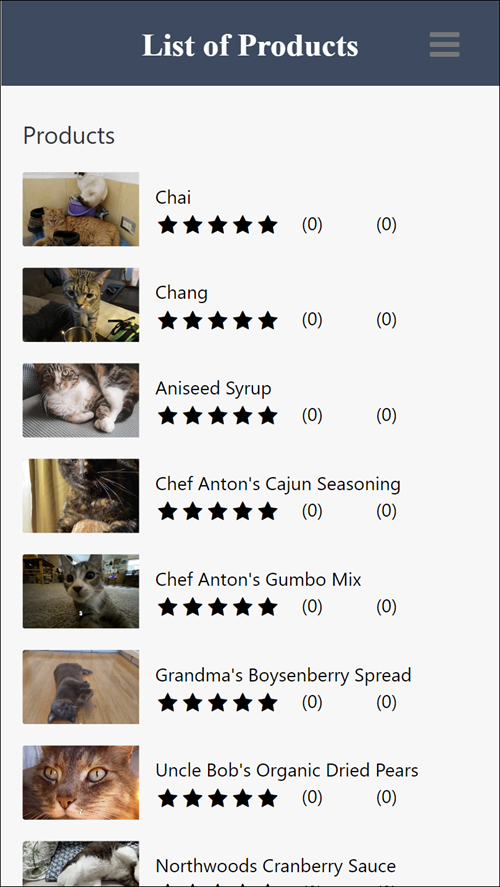 List of Products
Products
Chai
(0) (0)
Chang
(0) (0)
Aniseed Syrup
(0) (0)
Chef Anton's Cajun Seasoning
(0) (0)
Chef Anton's Gumbo Mix
(0) (0)
Grandma's Boysenberry Spread
(0) (0)
Uncle Bob's Organic Dried Pears
(0) (0)
Northwoods Cranberry Sauce